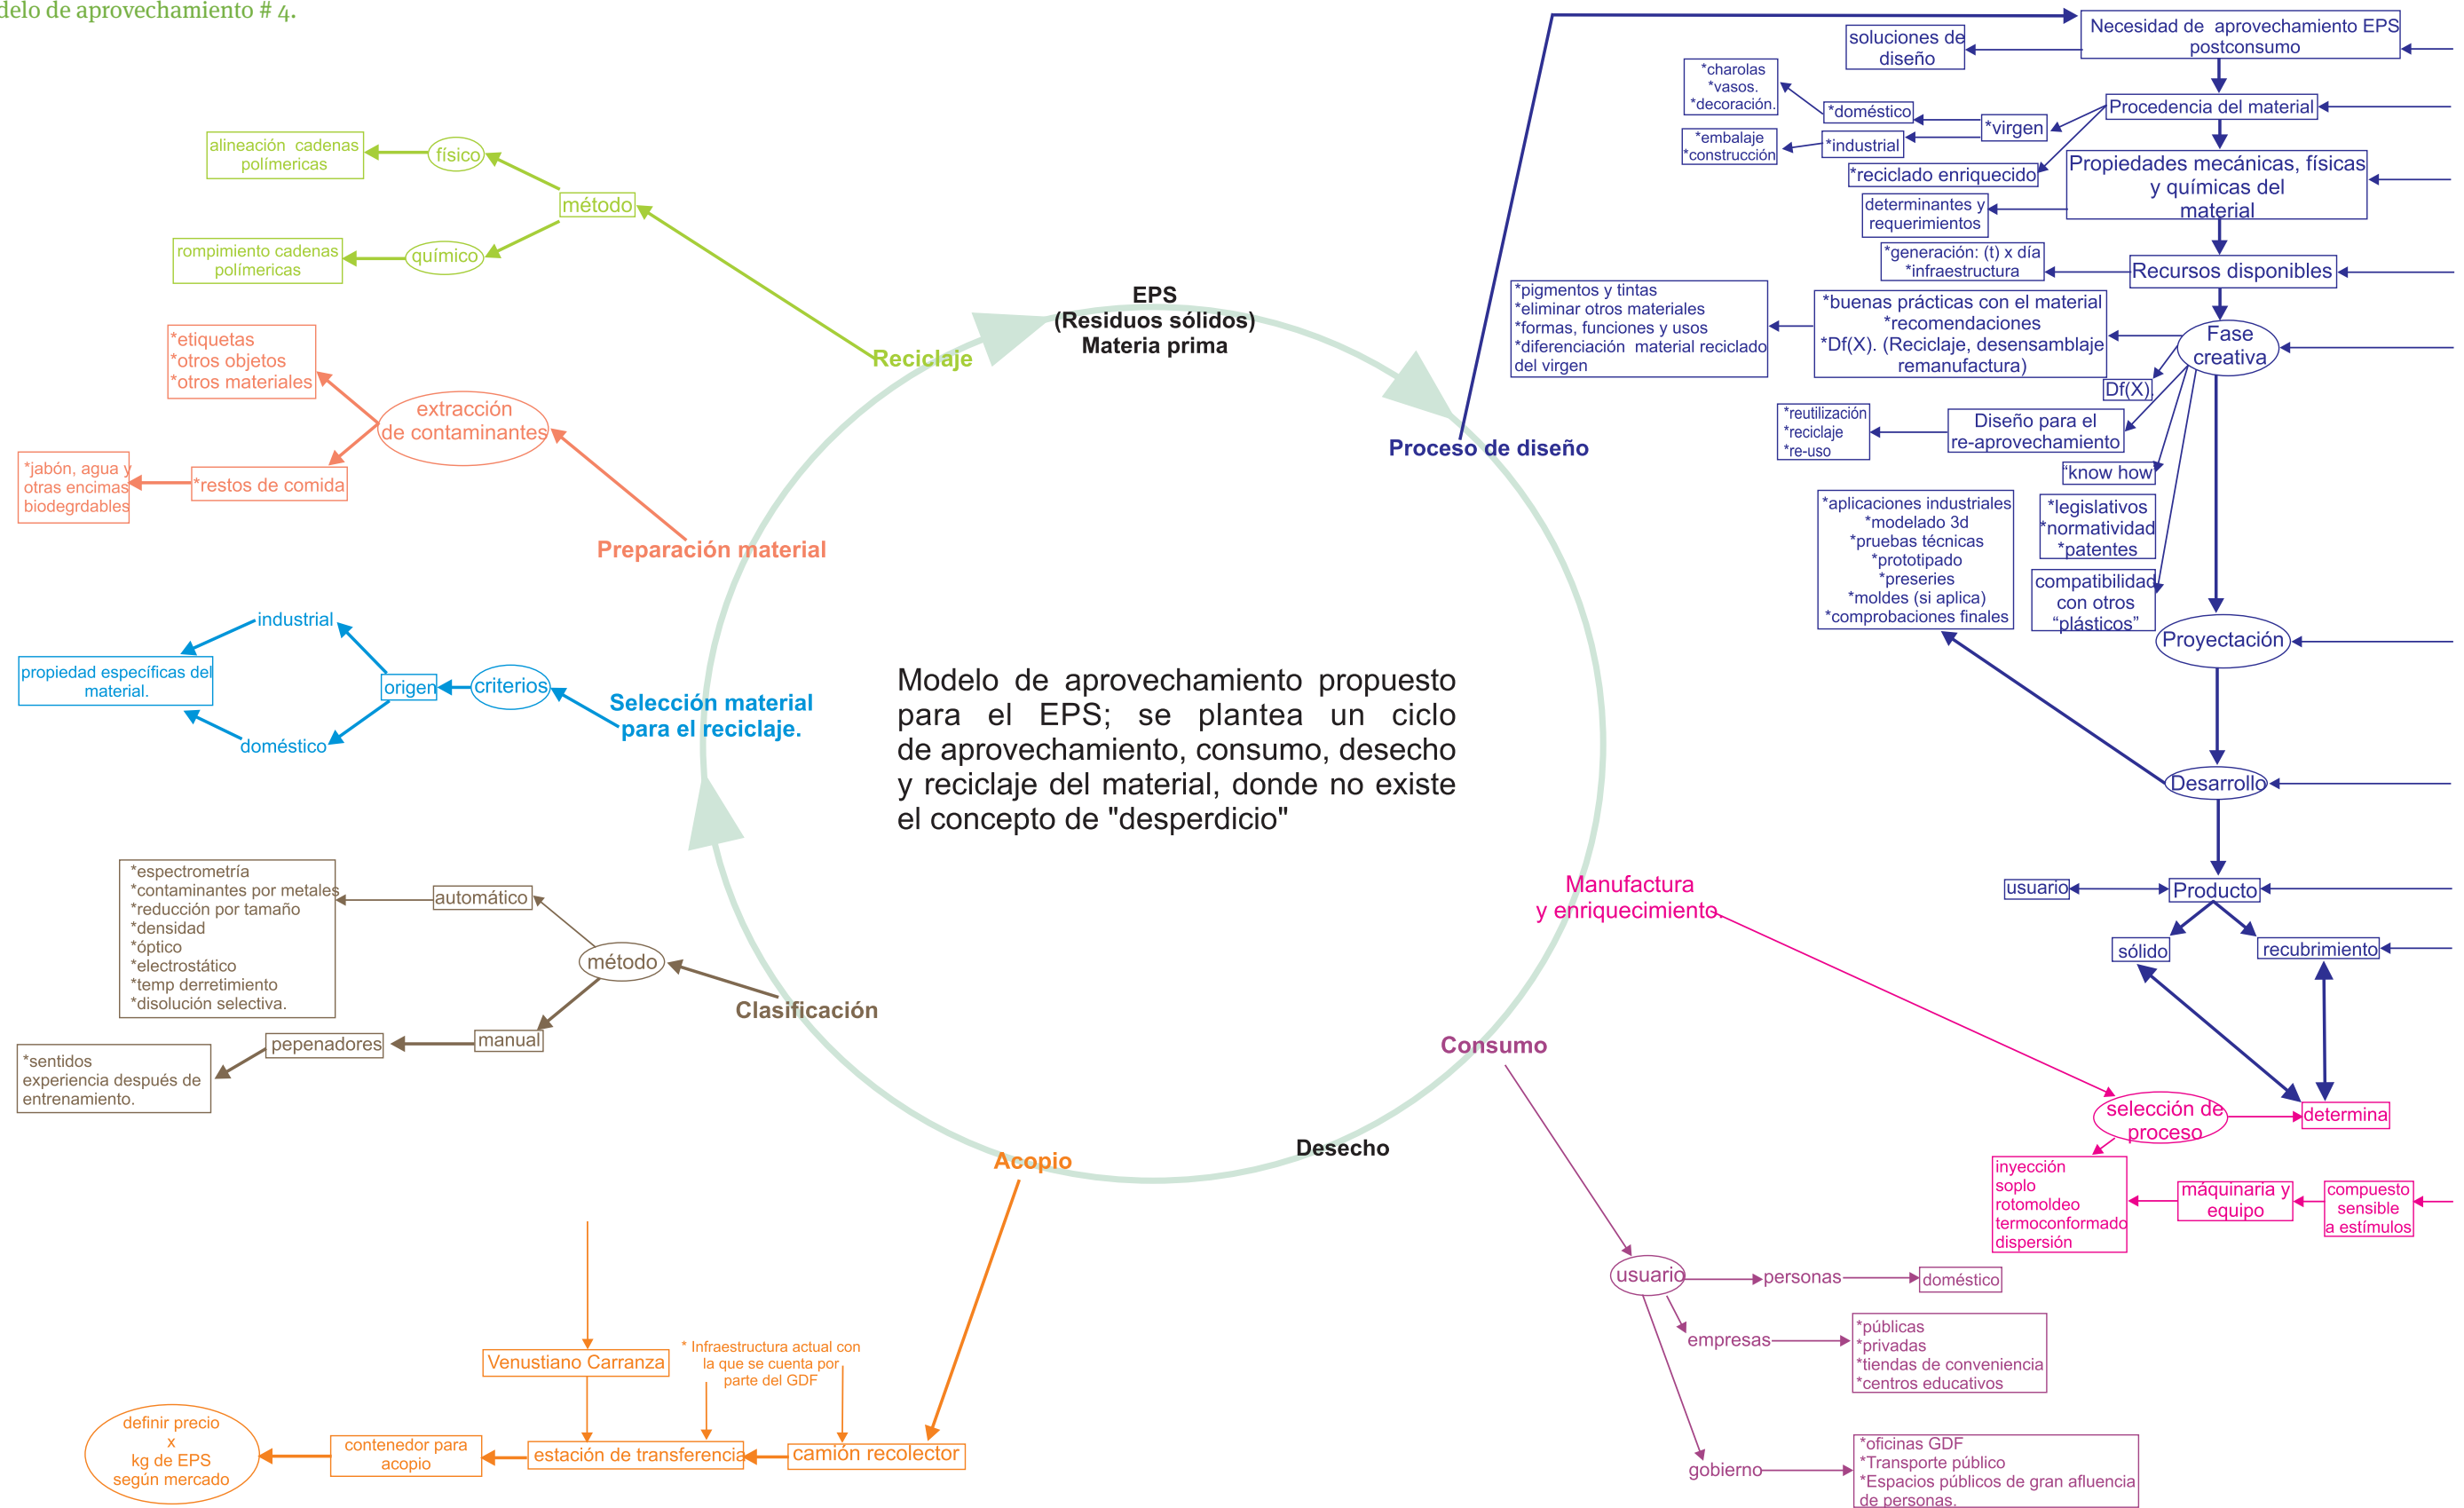 delo de aprovechamiento # 4.
EPS
(Residuos sólidos)
Materia prima
Modelo de aprovechamiento propuesto
para el EPS; se plantea un ciclo
de aprovechamiento, consumo, desecho
y reciclaje del material, donde no existe
el concepto de "desperdicio"
Proceso de diseño
Necesidad de aprovechamiento EPS
postconsumo
soluciones de
diseño
Procedencia del material
*virgen
*doméstico
*charolas
*vasos.
*decoración.
*industrial
*embalaje
*construcción
*reciclado enriquecido
Propiedades mecánicas, físicas
y químicas del
material
determinantes y
requerimientos
Recursos disponibles
*generación: (t) x día
*infraestructura
Fase
creativa
*buenas prácticas con el material
*recomendaciones
*Df(X). (Reciclaje, desensamblaje
remanufactura)
*pigmentos y tintas
*eliminar otros materiales
*formas, funciones y usos
*diferenciación material reciclado
del virgen
Df(X).
Diseño para el
re-aprovechamiento
*reutilización
*reciclaje
*re-uso
“know how
*legislativos
*normatividad
*patentes
compatibilidad
con otros
“plásticos”
Proyectación
Desarrollo
*aplicaciones industriales
*modelado 3d
*pruebas técnicas
*prototipado
*preseries
*moldes (si aplica)
*comprobaciones finales
Producto
usuario
sólido
recubrimiento
Manufactura
y enriquecimiento.
selección de
proceso
determina
inyección
soplo
rotomoldeo
termoconformado
dispersión
máquinaria y
equipo
compuesto
sensible
a estímulos
Consumo
usuario
personas
doméstico
empresas
*públicas
*privadas
*tiendas de conveniencia
*centros educativos
gobierno
*oficinas GDF
*Transporte público
*Espacios públicos de gran afluencia
de personas.
Desecho
Acopio
camión recolector
* Infraestructura actual con
la que se cuenta por
parte del GDF
estación de transferencia
Venustiano Carranza
contenedor para
acopio
definir precio
x
kg de EPS
según mercado
Clasificación
método
automático
*espectrometría
*contaminantes por metales
*reducción por tamaño
*densidad
*óptico
*electrostático
*temp derretimiento
*disolución selectiva.
manual
pepenadores
*sentidos
experiencia después de
entrenamiento.
Selección material
para el reciclaje.
criterios
origen
industrial
doméstico
propiedad específicas del
material.
Preparación material
extracción
de contaminantes
*etiquetas
*otros objetos
*otros materiales
*restos de comida
*jabón, agua y
otras encimas
biodegrdables
Reciclaje
método
físico
alineación cadenas
polímericas
químico
rompimiento cadenas
polímericas